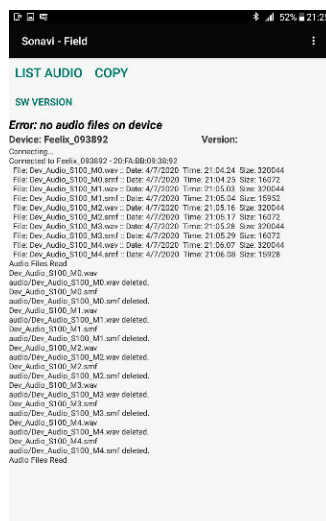 52% 21:25
Sonavi - Field
LIST AUDIO COPY
SW VERSION
Error: no audio files on device
Device: Feelix_093892 Version:
Connecting...
Connected to Feelix_093892 - 20:FA:BB:09:38:92
File: Dev_Audio_S100_M0.wav :: Date: 4/7/2020 Time: 21:04.24 Size: 320044
File: Dev_Audio_S100_M0.smf :: Date: 4/7/2020 Time: 21:04.25 Size: 16072
File: Dev_Audio_S100_M1.wav :: Date: 4/7/2020 Time: 21:05.03 Size: 320044
File: Dev_Audio_S100_M1.smf :: Date: 4/7/2020 Time: 21:05.04 Size: 15952
File: Dev_Audio_S100_M2.wav :: Date: 4/7/2020 Time: 21:05.16 Size: 320044
File: Dev_Audio_S100_M2.smf :: Date: 4/7/2020 Time: 21:05.17 Size: 16072
File: Dev_Audio_S100_M3.wav :: Date: 4/7/2020 Time: 21:05.28 Size: 320044
File: Dev_Audio_S100_M3.smf :: Date: 4/7/2020 Time: 21:05.29 Size: 16072
File: Dev_Audio_S100_M4.wav :: Date: 4/7/2020 Time: 21:06.07 Size: 320044
File: Dev_Audio_S100_M4.smf :: Date: 4/7/2020 Time: 21:06.08 Size: 15928
Audio Files Read
Dev_Audio_S100_M0.wav
audio/Dev_Audio_S100_M0.wav deleted.
Dev_Audio_S100_M0.smf
audio/Dev_Audio_S100_M0.smf deleted.
Dev_Audio_S100_M1.wav
audio/Dev_Audio_S100_M1.wav deleted.
Dev_Audio_S100_M1.smf
audio/Dev_Audio_S100_M1.smf deleted.
Dev_Audio_S100_M2.wav
audio/Dev_Audio_S100_M2.wav deleted.
Dev_Audio_S100_M2.smf
audio/Dev_Audio_S100_M2.smf deleted.
Dev_Audio_S100_M3.wav
audio/Dev_Audio_S100_M3.wav deleted.
Dev_Audio_S100_M3.smf
audio/Dev_Audio_S100_M3.smf deleted.
Dev_Audio_S100_M4.wav
audio/Dev_Audio_S100_M4.wav deleted.
Dev_Audio_S100_M4.smf
audio/Dev_Audio_S100_M4.smf deleted.
Audio Files Read